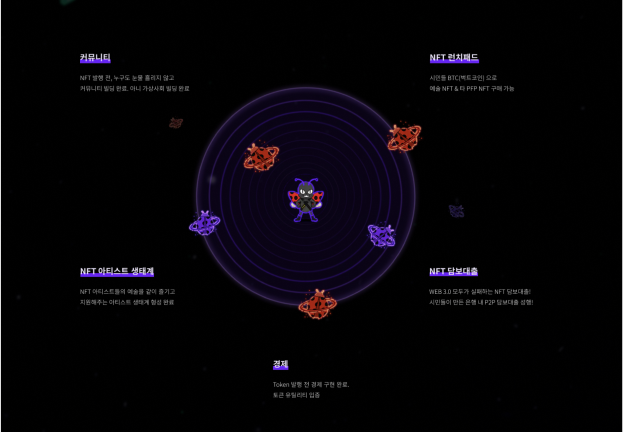 커뮤니티
NFT 발행 전, 누구도 눈물 흘리지 않고
커뮤니티 빌딩 완료. 아니 가상사회 빌딩 완료
NFT 런치패드
시민들 BTC(벅트코인) 으로
예술 NFT & 타 PFP NFT 구매 가능
NFT 아티스트 생태계
NFT 아티스트들의 예술을 같이 즐기고
지원해주는 아티스트 생태계 형성 완료
NFT 담보대출
WEB 3.0 모두가 실패하는 NFT 담보대출!
시민들이 만든 은행 내 P2P 담보대출 성행!
경제
Token 발행 전 경제 구현 완료.
토큰 유틸리티 입증